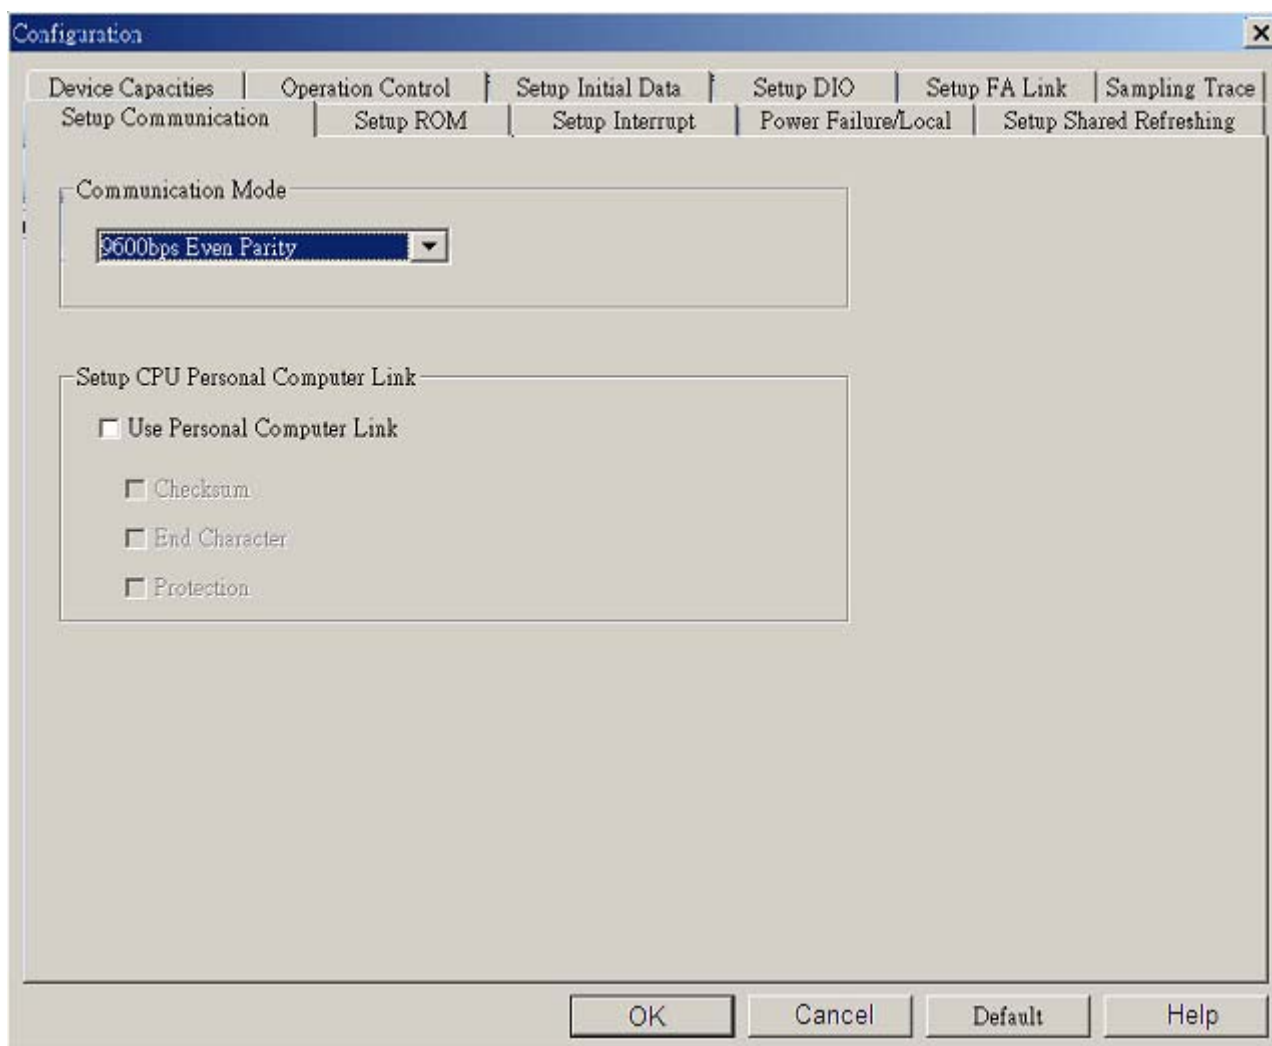 Configuration
Device Capacities Operation Control Setup Initial Data Setup DIO Setup FA Link Sampling Trace
Setup Communication Setup ROM Setup Interrupt Power Failure/Local Setup Shared Refreshing
Communication Mode
9600bps Even Parity
Setup CPU Personal Computer Link
Use Personal Computer Link
Checksum
End Character
Protection
OK Cancel Default Help